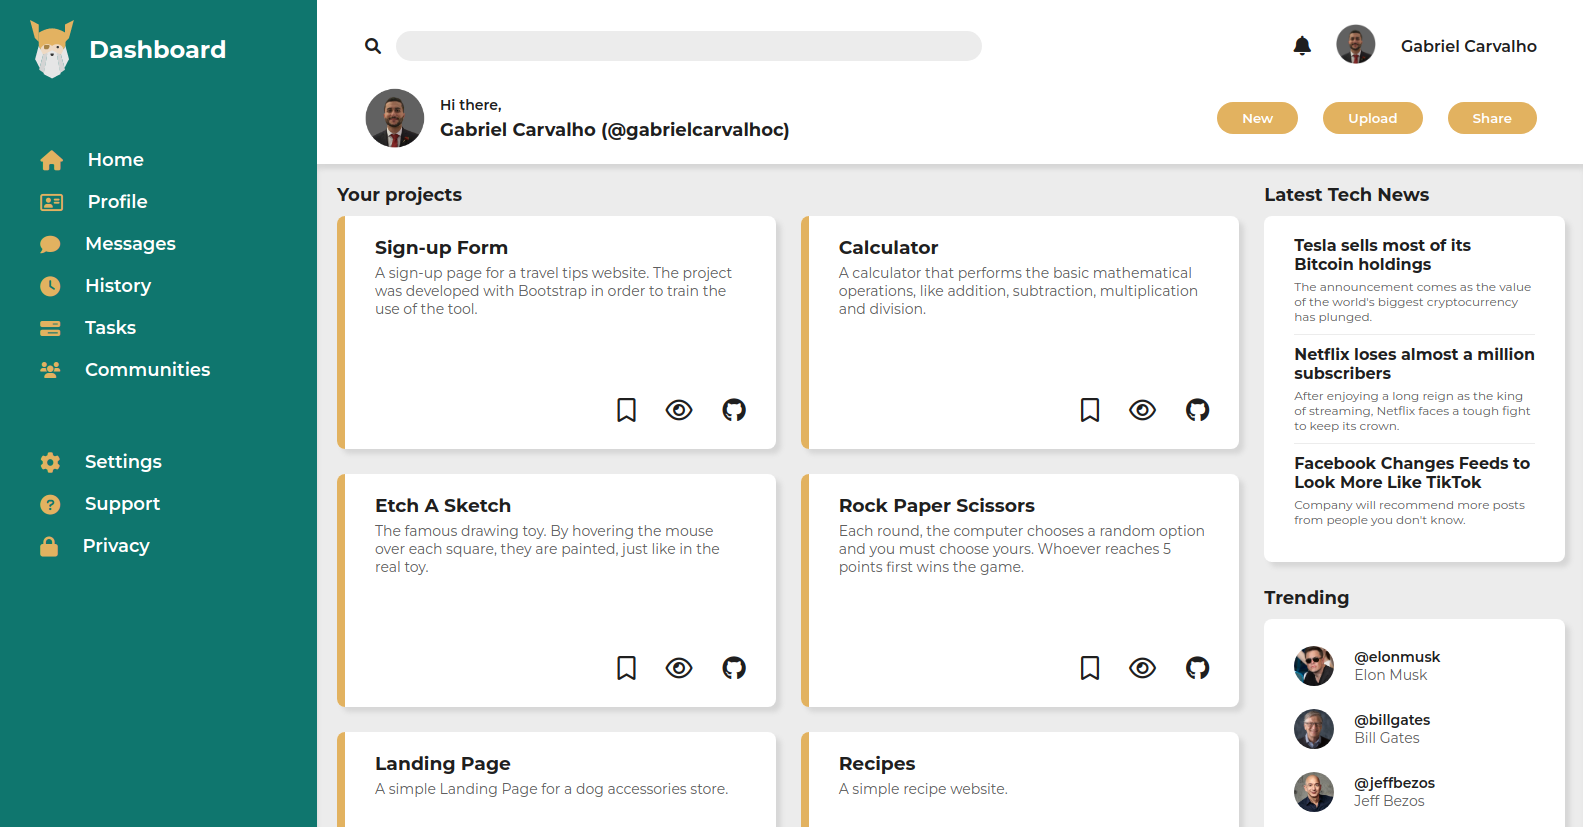 Dashboard
Home
Profile
Messages
History
Tasks
Communities
Settings
Support
Privacy
Gabriel Carvalho
Hi there,
Gabriel Carvalho (@gabrielcarvalhoc)
New
Upload
Share
Your projects
Sign-up Form
A sign-up page for a travel tips website. The project
was developed with Bootstrap in order to train the
use of the tool.
Calculator
A calculator that performs the basic mathematical
operations, like addition, subtraction, multiplication
and division.
Etch A Sketch
The famous drawing toy. By hovering the mouse
over each square, they are painted, just like in the
real toy.
Rock Paper Scissors
Each round, the computer chooses a random option
and you must choose yours. Whoever reaches 5
points first wins the game.
Landing Page
A simple Landing Page for a dog accessories store.
Recipes
A simple recipe website.
Latest Tech News
Tesla sells most of its
Bitcoin holdings
The announcement comes as the value
of the world's biggest cryptocurrency
has plunged.
Netflix loses almost a million
subscribers
After enjoying a long reign as the king
of streaming, Netflix faces a tough fight
to keep its crown.
Facebook Changes Feeds to
Look More Like TikTok
Company will recommend more posts
from people you don't know.
Trending
@elonmusk
Elon Musk
@billgates
Bill Gates
@jeffbezos
Jeff Bezos